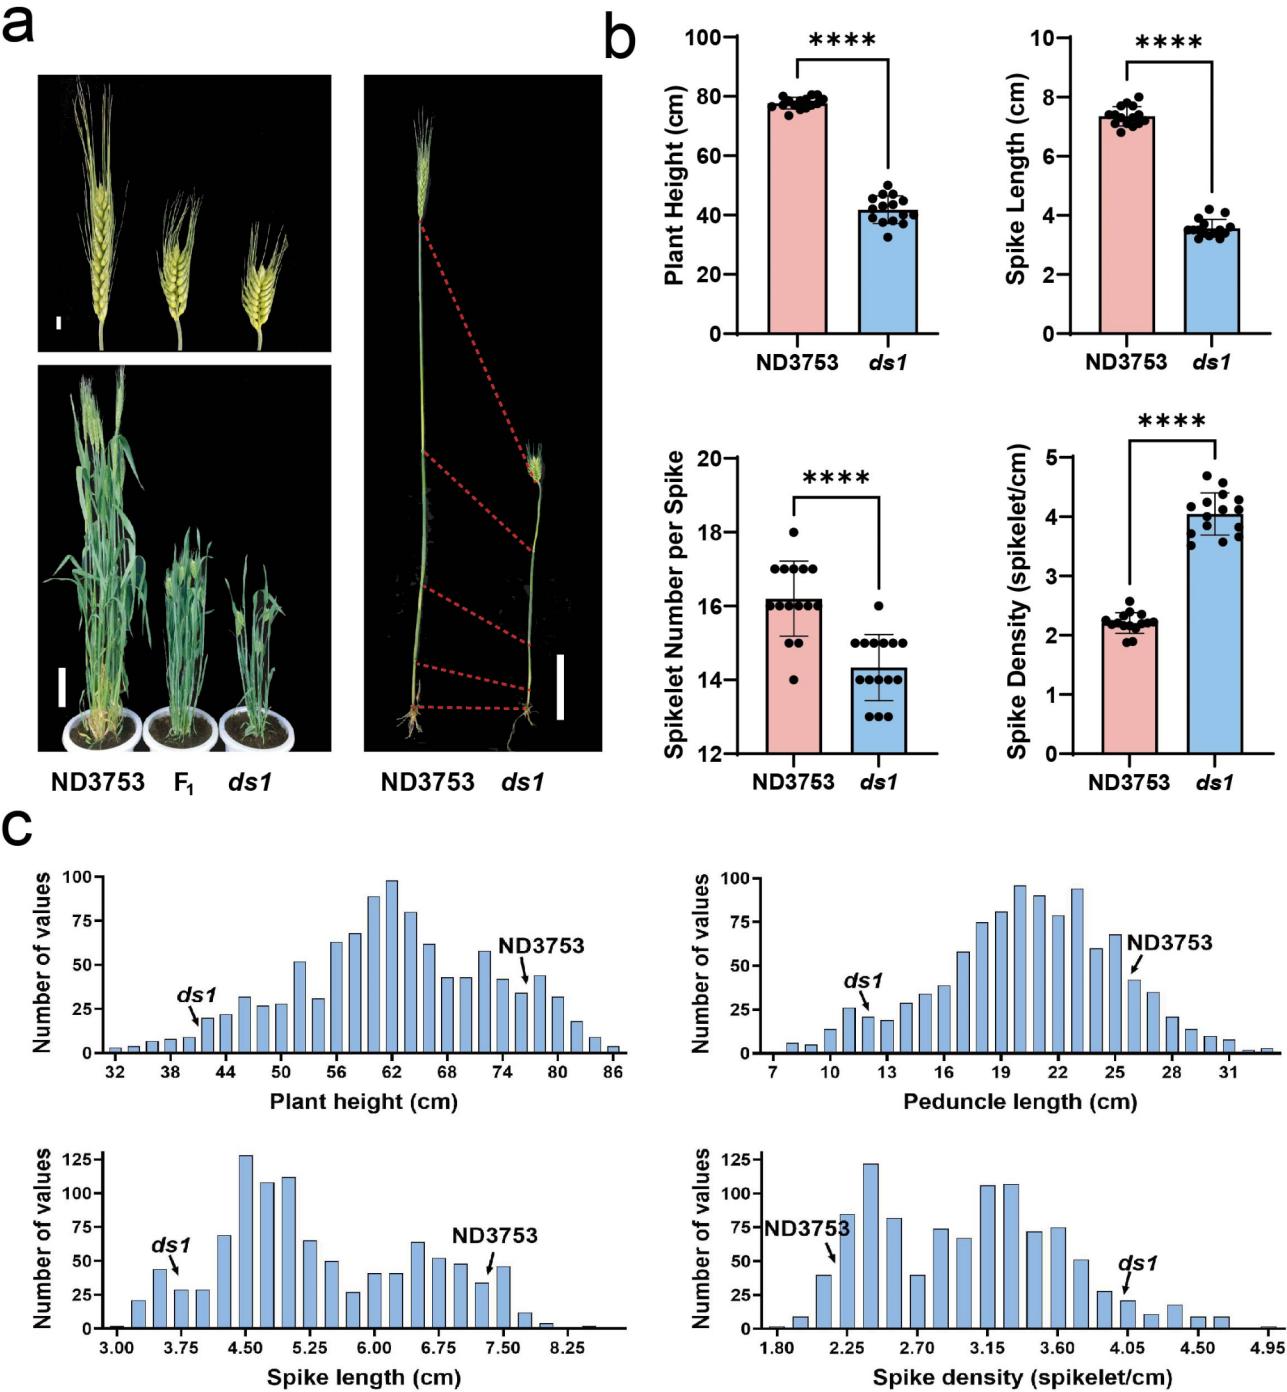 a
ND3753 F₁ ds1
ND3753 ds1
b
Plant Height (cm)
100
80
60
40
20
0
****
ND3753 ds1
Spike Length (cm)
10
8
6
4
2
0
****
ND3753 ds1
Spikelet Number per Spike
20
18
16
14
12
****
ND3753 ds1
Spike Density (spikelet/cm)
5
4
3
2
1
0
****
ND3753 ds1
c
Number of values
100
75
50
25
0
ds1
ND3753
32 38 44 50 56 62 68 74 80 86
Plant height (cm)
Number of values
100
75
50
25
0
ds1
ND3753
7 10 13 16 19 22 25 28 31
Peduncle length (cm)
Number of values
125
100
75
50
25
0
ds1
ND3753
3.00 3.75 4.50 5.25 6.00 6.75 7.50 8.25
Spike length (cm)
Number of values
125
100
75
50
25
0
ND3753
ds1
1.80 2.25 2.70 3.15 3.60 4.05 4.50 4.95
Spike density (spikelet/cm)